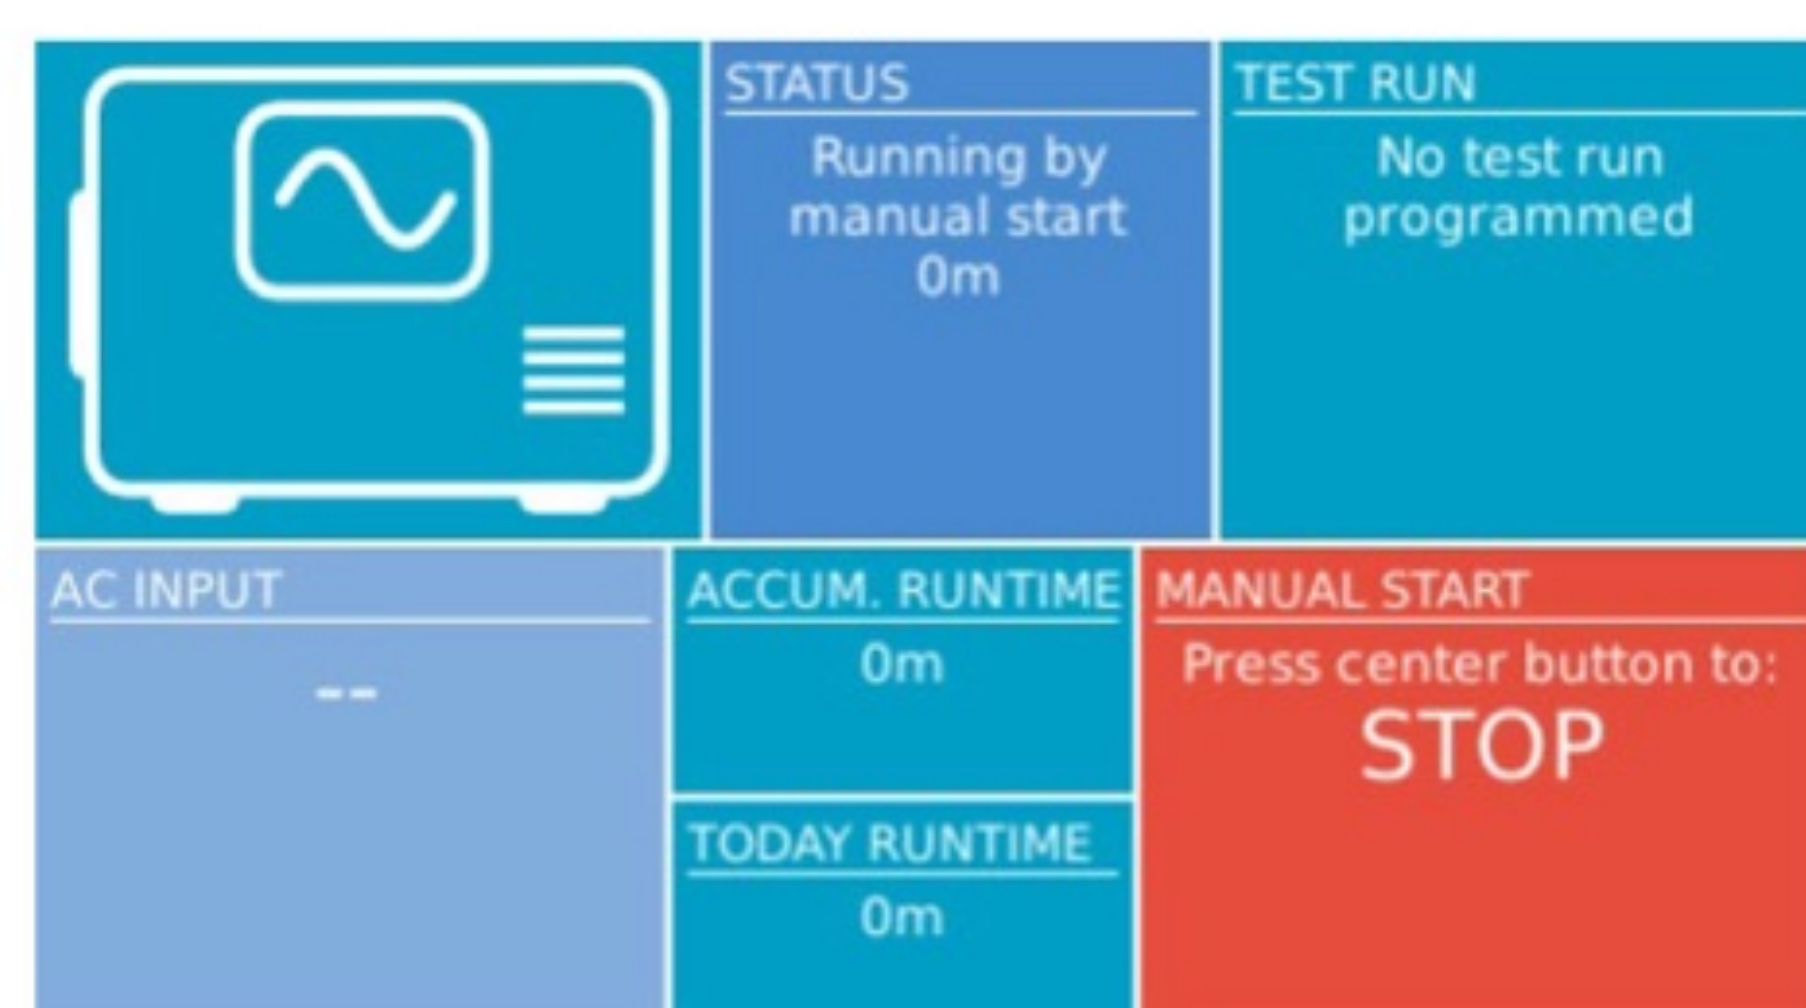 STATUS
Running by
manual start
0m
TEST RUN
No test run
programmed
AC INPUT
--
ACCUM. RUNTIME
0m
TODAY RUNTIME
0m
MANUAL START
Press center button to:
STOP